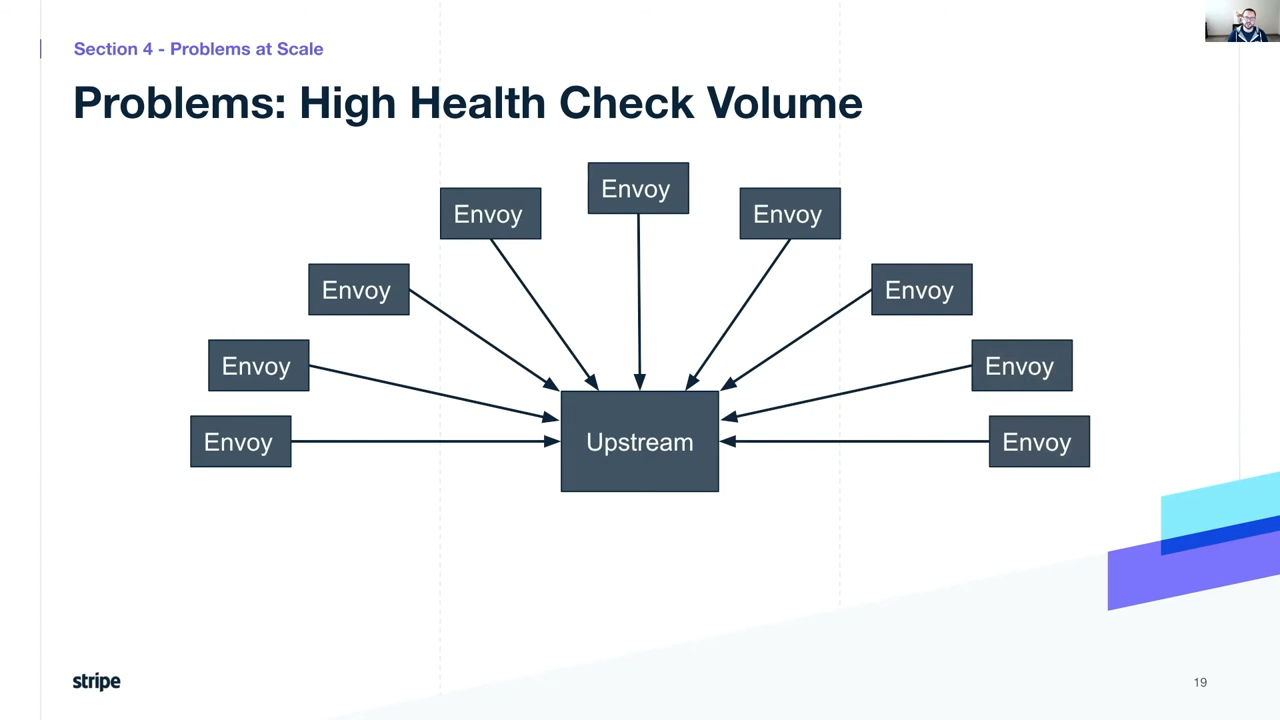 Section 4 - Problems at Scale
Problems: High Health Check Volume
Envoy
Envoy
Envoy
Envoy
Envoy
Envoy
Envoy
Envoy
Envoy
Upstream
stripe
19